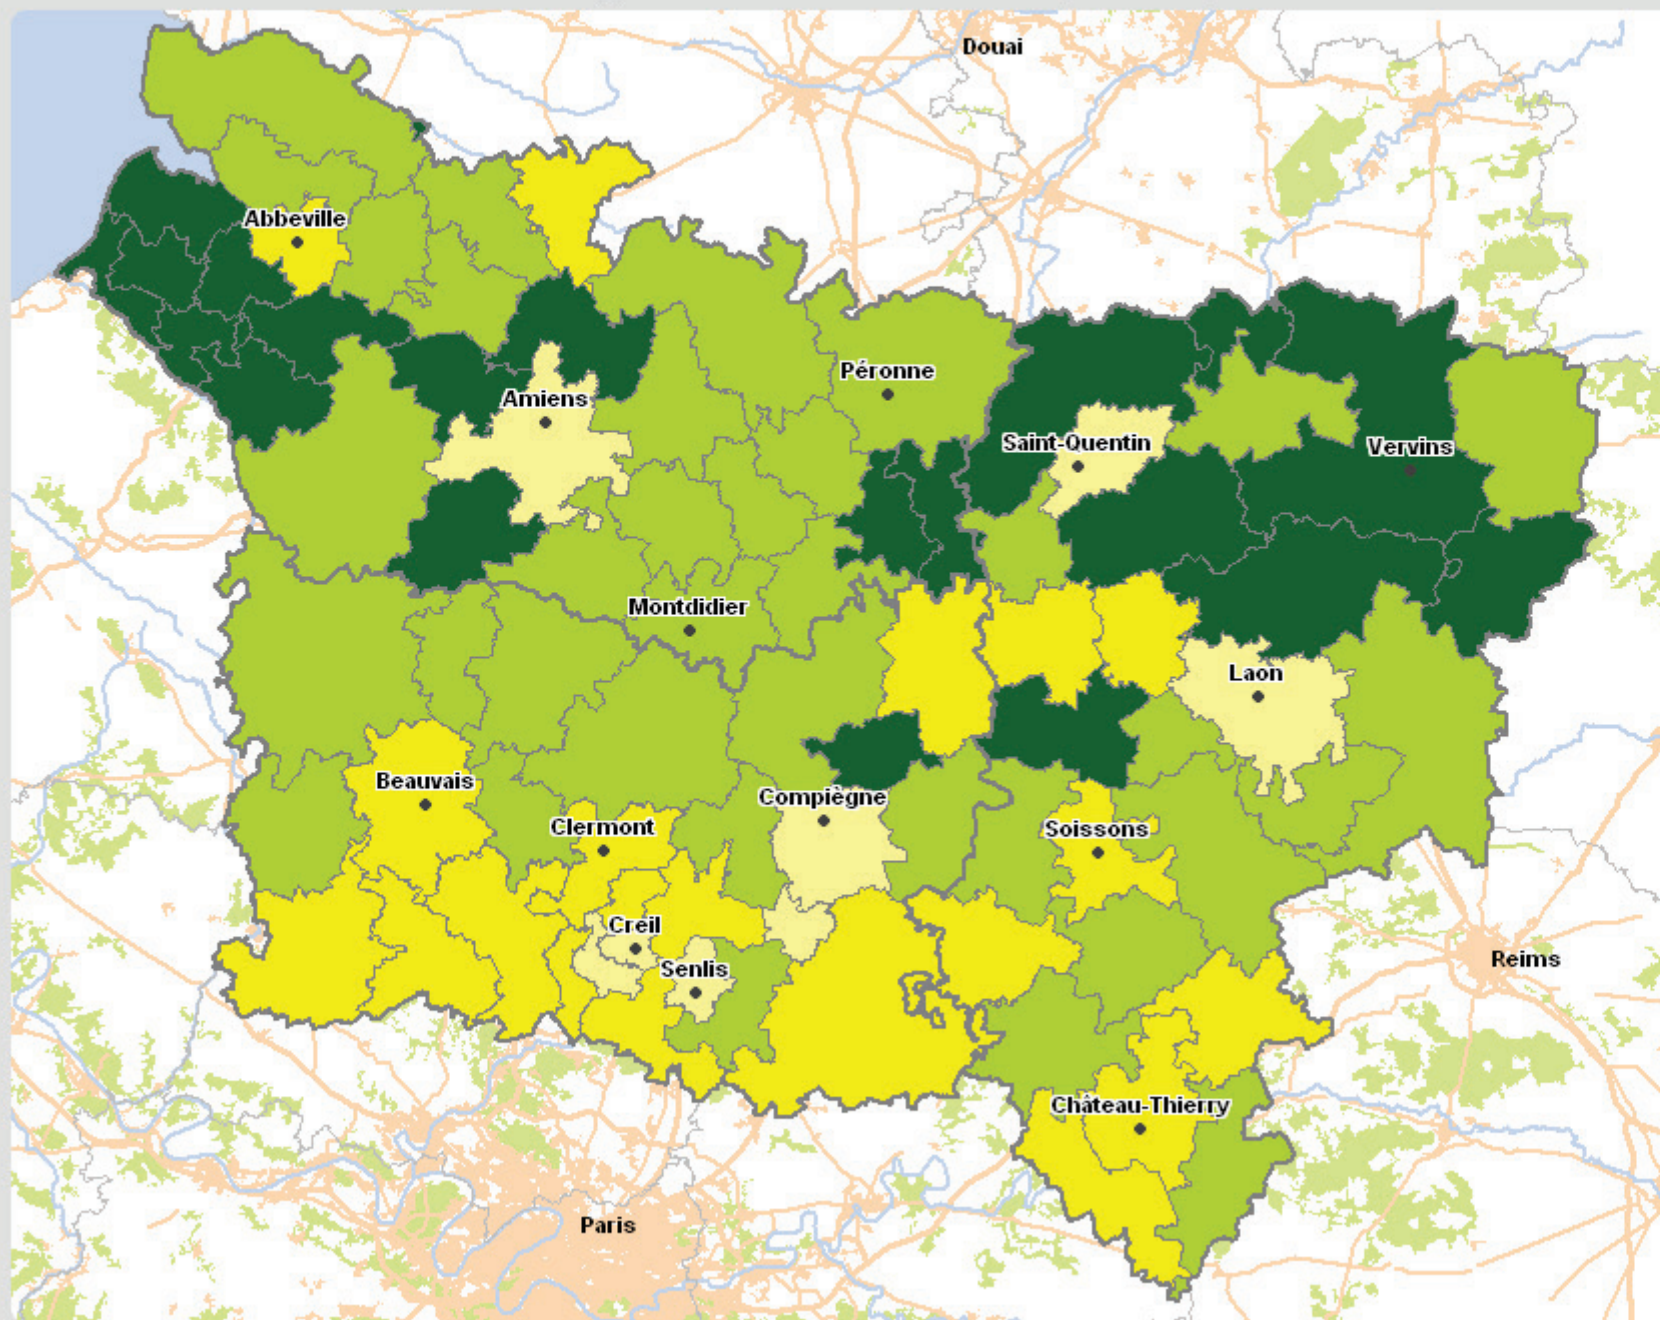 Douai
Abbeville
Péronne
Amiens
Saint-Quentin
Vervins
Montdidier
Laon
Beauvais
Compiègne
Clermont
Soissons
Creil
Senlis
Reims
Château-Thierry
Paris